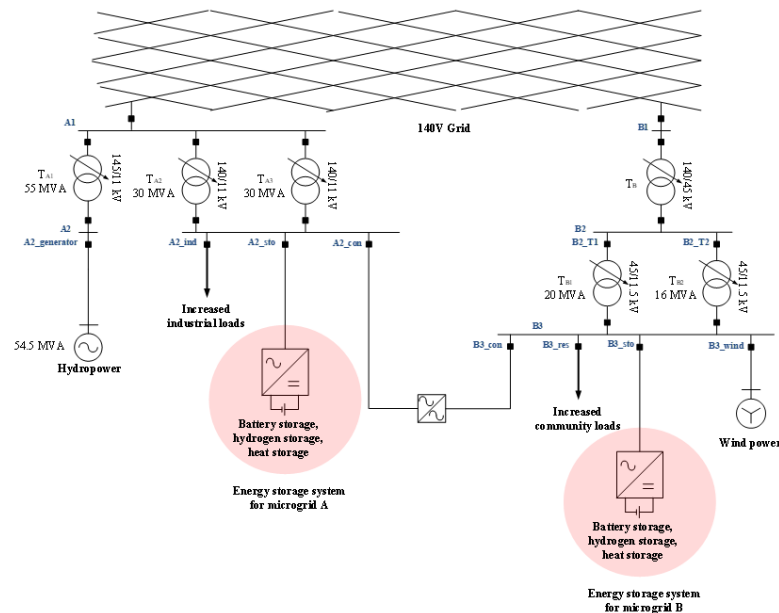 A1
140V Grid
B1
145/11 kV
140/11 kV
140/11 kV
140/45 kV
TA1
55 MVA
TA2
30 MVA
TA3
30 MVA
TB
A2
A2_generator
A2_ind
A2_sto
A2_con
B2
B2_T1
B2_T2
45/11.5 kV
45/11.5 kV
TB1
20 MVA
TB2
16 MVA
Increased
industrial loads
B3
B3_con
B3_res
B3_sto
B3_wind
54.5 MVA
Hydropower
Battery storage,
hydrogen storage,
heat storage
Increased
community loads
Wind power
Energy storage system
for microgrid A
Battery storage,
hydrogen storage,
heat storage
Energy storage system
for microgrid B